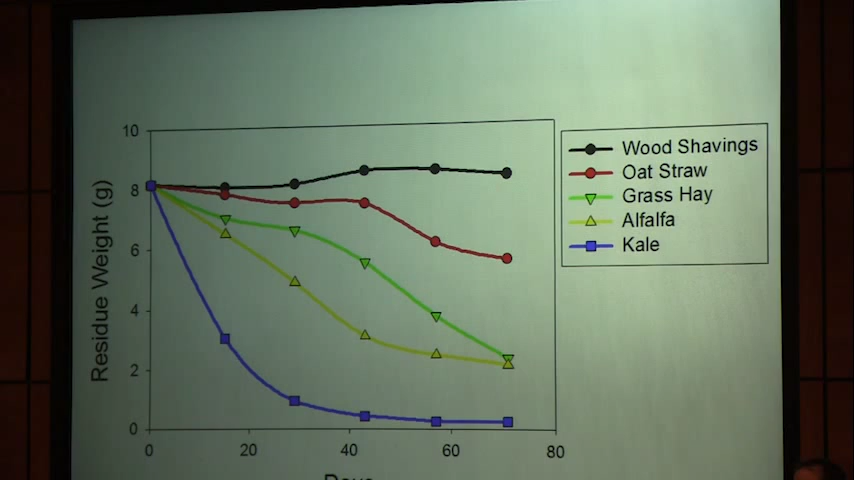 10
8
6
4
2
0
Residue Weight (g)
0 20 40 60 80
Days
Wood Shavings
Oat Straw
Grass Hay
Alfalfa
Kale